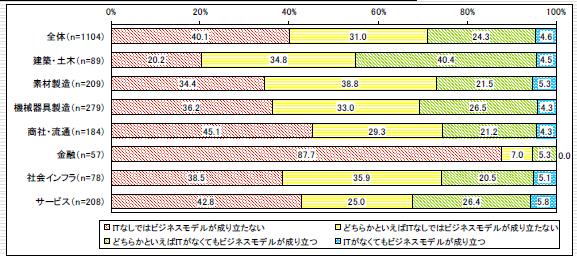 0% 20% 40% 60% 80% 100%
全体(n=1104) 40.1 31.0 24.3 4.6
建築・土木(n=89) 20.2 34.8 40.4 4.5
素材製造(n=209) 34.4 38.8 21.5 5.3
機械器具製造(n=279) 36.2 33.0 26.5 4.3
商社・流通(n=184) 45.1 29.3 21.2 4.3
金融(n=57) 87.7 7.0 5.3 0.0
社会インフラ(n=78) 38.5 35.9 20.5 5.1
サービス(n=208) 42.8 25.0 26.4 5.8
ITなしではビジネスモデルが成り立たない どちらかといえばITなしではビジネスモデルが成り立たない
どちらかといえばITがなくてもビジネスモデルが成り立つ ITがなくてもビジネスモデルが成り立つ